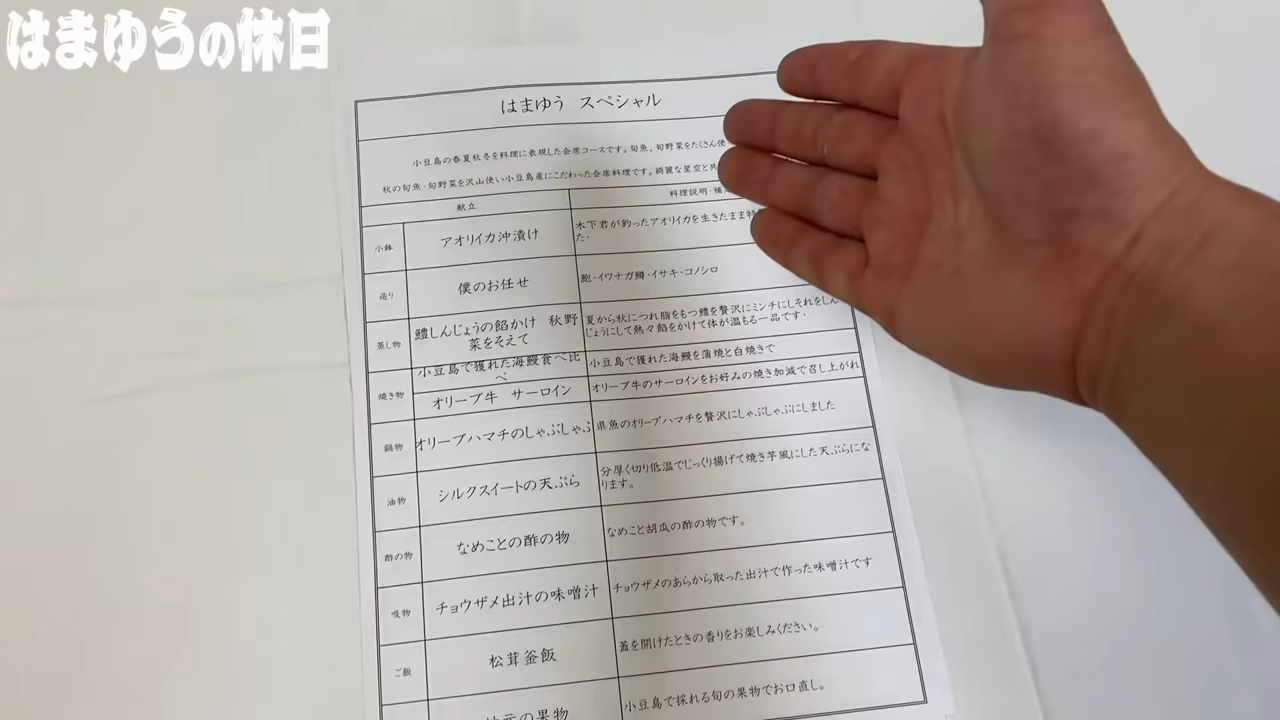 はまゆうの休日
はまゆう スペシャル
小豆島の春夏秋冬を料理に表現した会席コースです。旬魚、旬野菜をたくさん使
秋の旬魚・旬野菜を沢山使い小豆島産にこだわった会席料理です。綺麗な星空と共
献立
料理説明・補
小鉢
アオリイカ沖漬け
木下君が釣ったアオリイカを生きたまま特
た・
造り
僕のお任せ
鮑・イワナガ鱒・イサキ・コノシロ
蒸し物
鱧しんじょうの餡かけ 秋野
菜をそえて
夏から秋につれ脂をもつ鱧を贅沢にミンチにしそれをしん
じょうにして熱々餡をかけて体が温もる一品です・
焼き物
小豆島で獲れた海鰻食べ比
べ
小豆島で獲れた海鰻を蒲焼と白焼きで
オリーブ牛 サーロイン
オリーブ牛のサーロインをお好みの焼き加減で召し上がれ
鍋物
オリーブハマチのしゃぶしゃぶ
県魚のオリーブハマチを贅沢にしゃぶしゃぶにしました
油物
シルクスイートの天ぷら
分厚く切り低温でじっくり揚げて焼き芋風にした天ぷらにな
ります。
酢の物
なめことの酢の物
なめこと胡瓜の酢の物です。
吸物
チョウザメ出汁の味噌汁
チョウザメのあらから取った出汁で作った味噌汁です
ご飯
松茸釜飯
蓋を開けたときの香りをお楽しみください。
の果物
小豆島で採れる旬の果物でお口直し。